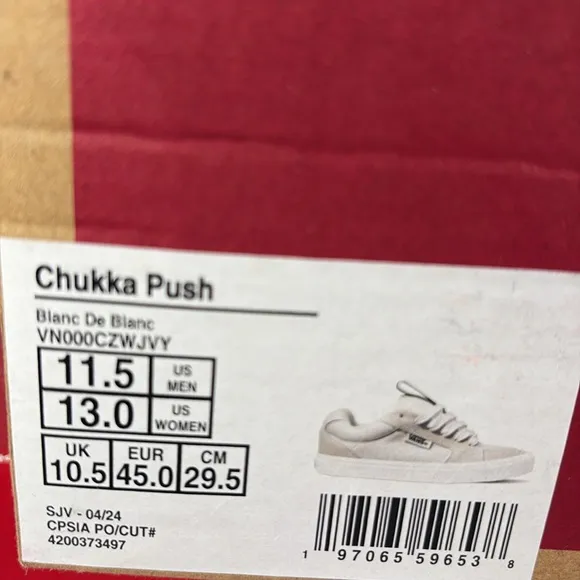 Chukka Push
Blanc De Blanc
VN000CZWJVY
11.5 US MEN
13.0 US WOMEN
UK EUR CM
10.5 45.0 29.5
SJV - 04/24
CPSIA PO/CUT#
4200373497
VANS
1 97065 59653 8